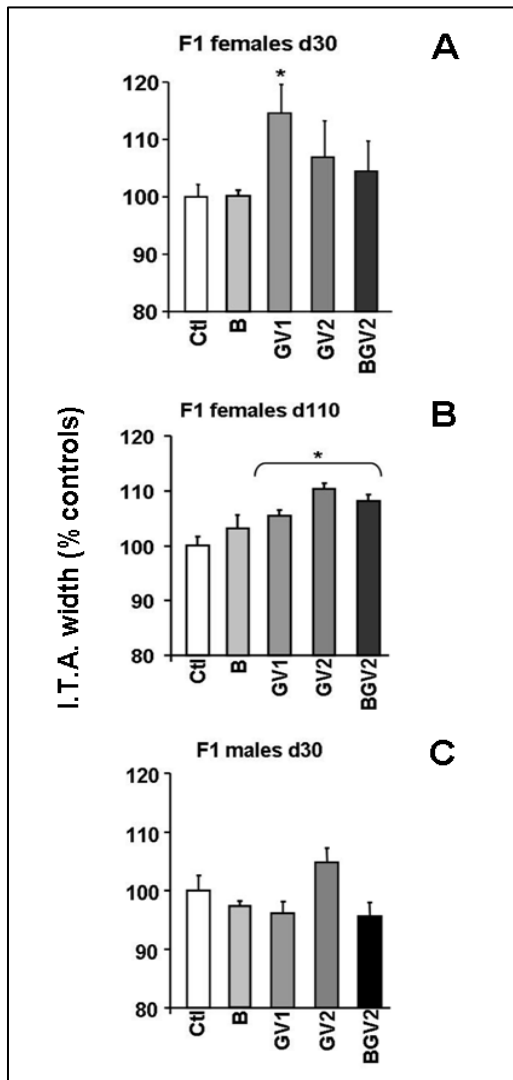 F1 females d30
A
*
120
110
100
90
80
Ctl
B
GV1
GV2
BGV2
I.T.A. width (% controls)
F1 females d110
B
*
120
110
100
90
80
Ctl
B
GV1
GV2
BGV2
F1 males d30
C
120
110
100
90
80
Ctl
B
GV1
GV2
BGV2